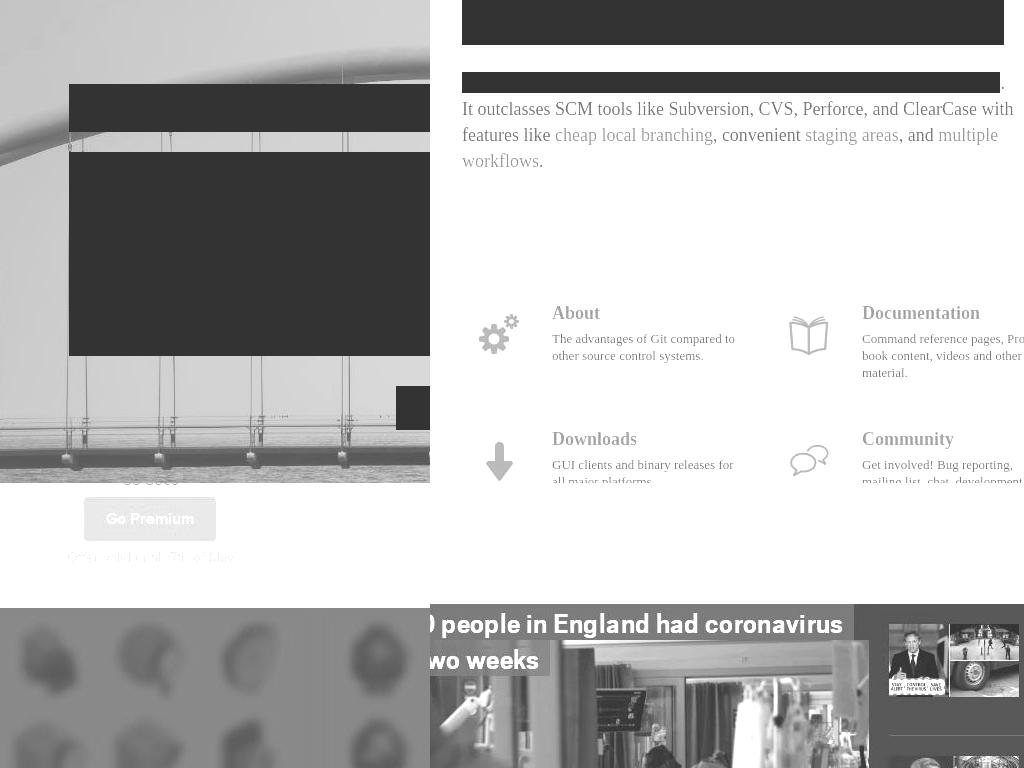 .
It outclasses SCM tools like Subversion, CVS, Perforce, and ClearCase with
features like cheap local branching, convenient staging areas, and multiple
workflows.
About
The advantages of Git compared to
other source control systems.
Documentation
Command reference pages, Pro
book content, videos and other
material.
Downloads
GUI clients and binary releases for
all major platforms
Community
Get involved! Bug reporting,
mailing list, chat, development
Go Premium
people in England had coronavirus
wo weeks
STAY CONTROL SAVE
ALERT THE VIRUS LIVES